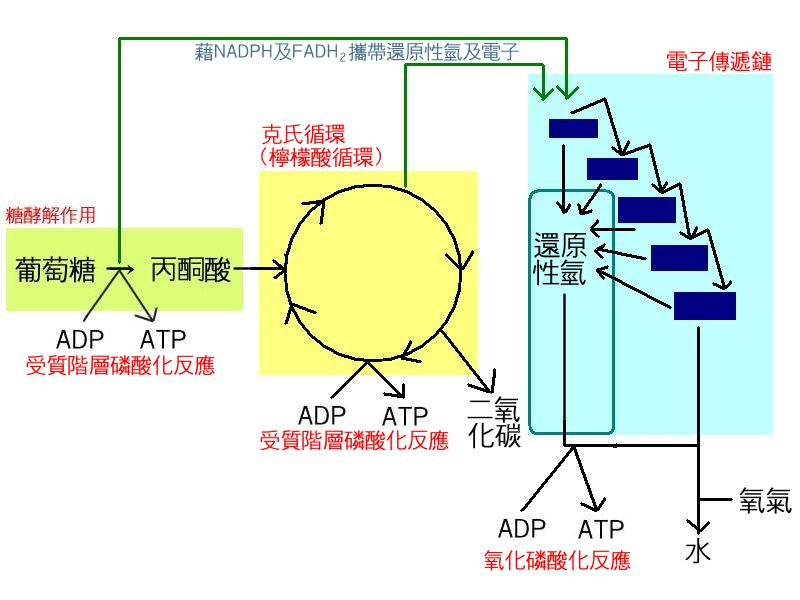 藉NADPH及FADH₂攜帶還原性氫及電子
電子傳遞鏈
克氏循環
（檸檬酸循環）
糖酵解作用
葡萄糖
丙酮酸
還原
性氫
ADP
ATP
受質階層磷酸化反應
ADP
ATP
受質階層磷酸化反應
二氧
化碳
氧氣
ADP
ATP
氧化磷酸化反應
水